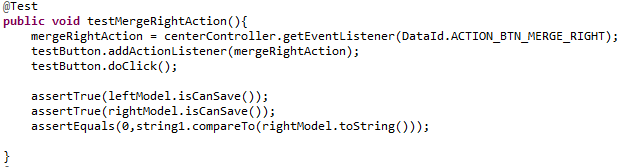 @Test
public void testMergeRightAction(){
mergeRightAction = centerController.getEventListener(DataId.ACTION_BTN_MERGE_RIGHT);
testButton.addActionListener(mergeRightAction);
testButton.doClick();
assertTrue(leftModel.isCanSave());
assertTrue(rightModel.isCanSave());
assertEquals(0,string1.compareTo(rightModel.toString()));
}